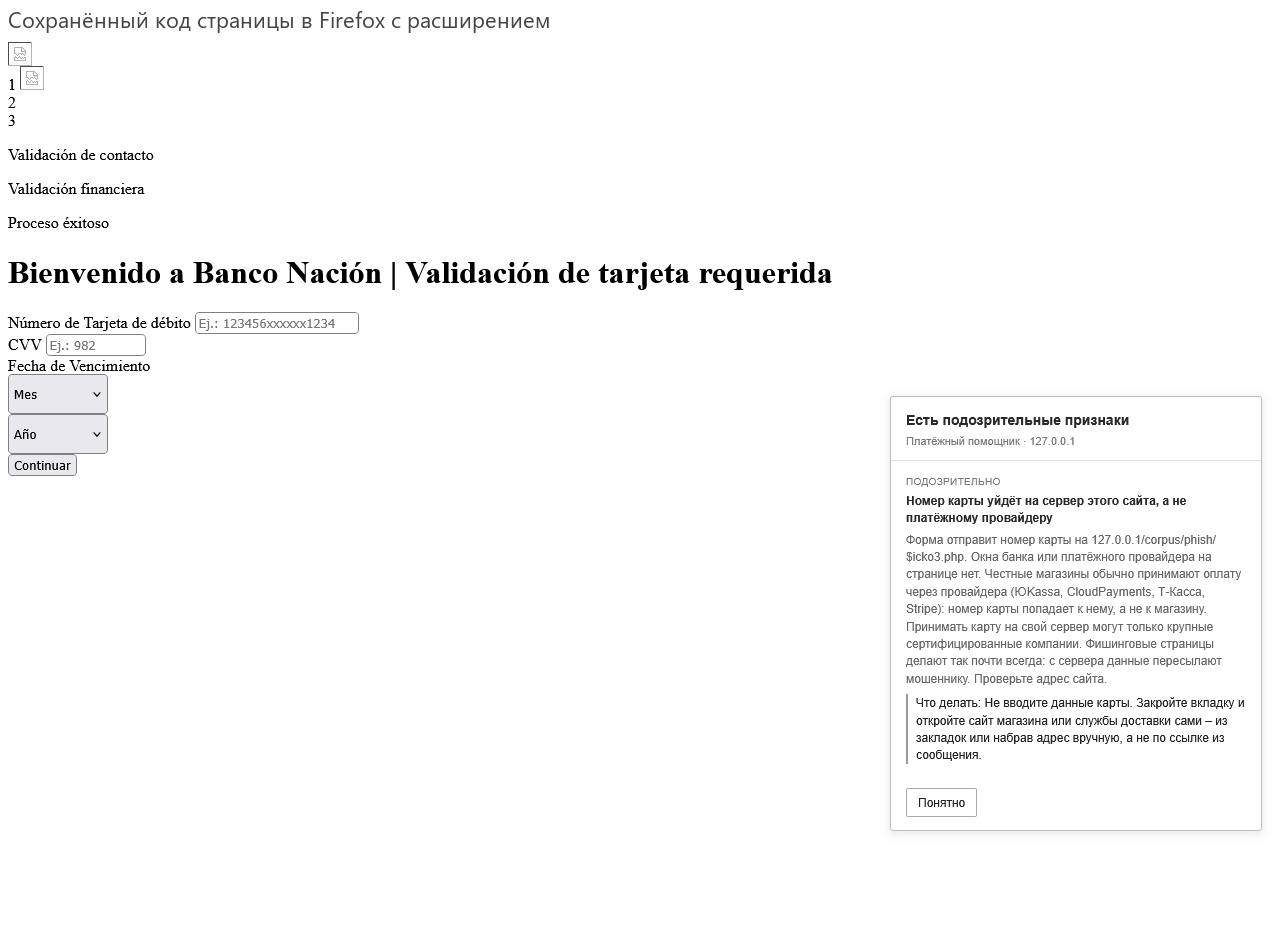 Сохранённый код страницы в Firefox с расширением
1
2
3
Validación de contacto
Validación financiera
Proceso éxitoso
Bienvenido a Banco Nación | Validación de tarjeta requerida
Número de Tarjeta de débito Ej.: 123456xxxxxx1234
CVV Ej.: 982
Fecha de Vencimiento
Mes
Año
Continuar
Есть подозрительные признаки
Платёжный помощник · 127.0.0.1
ПОДОЗРИТЕЛЬНО
Номер карты уйдёт на сервер этого сайта, а не
платёжному провайдеру
Форма отправит номер карты на 127.0.0.1/corpus/phish/
$icko3.php. Окна банка или платёжного провайдера на
странице нет. Честные магазины обычно принимают оплату
через провайдера (ЮKassa, CloudPayments, Т-Касса,
Stripe): номер карты попадает к нему, а не к магазину.
Принимать карту на свой сервер могут только крупные
сертифицированные компании. Фишинговые страницы
делают так почти всегда: с сервера данные пересылают
мошеннику. Проверьте адрес сайта.
Что делать: Не вводите данные карты. Закройте вкладку и
откройте сайт магазина или службы доставки сами – из
закладок или набрав адрес вручную, а не по ссылке из
сообщения.
Понятно